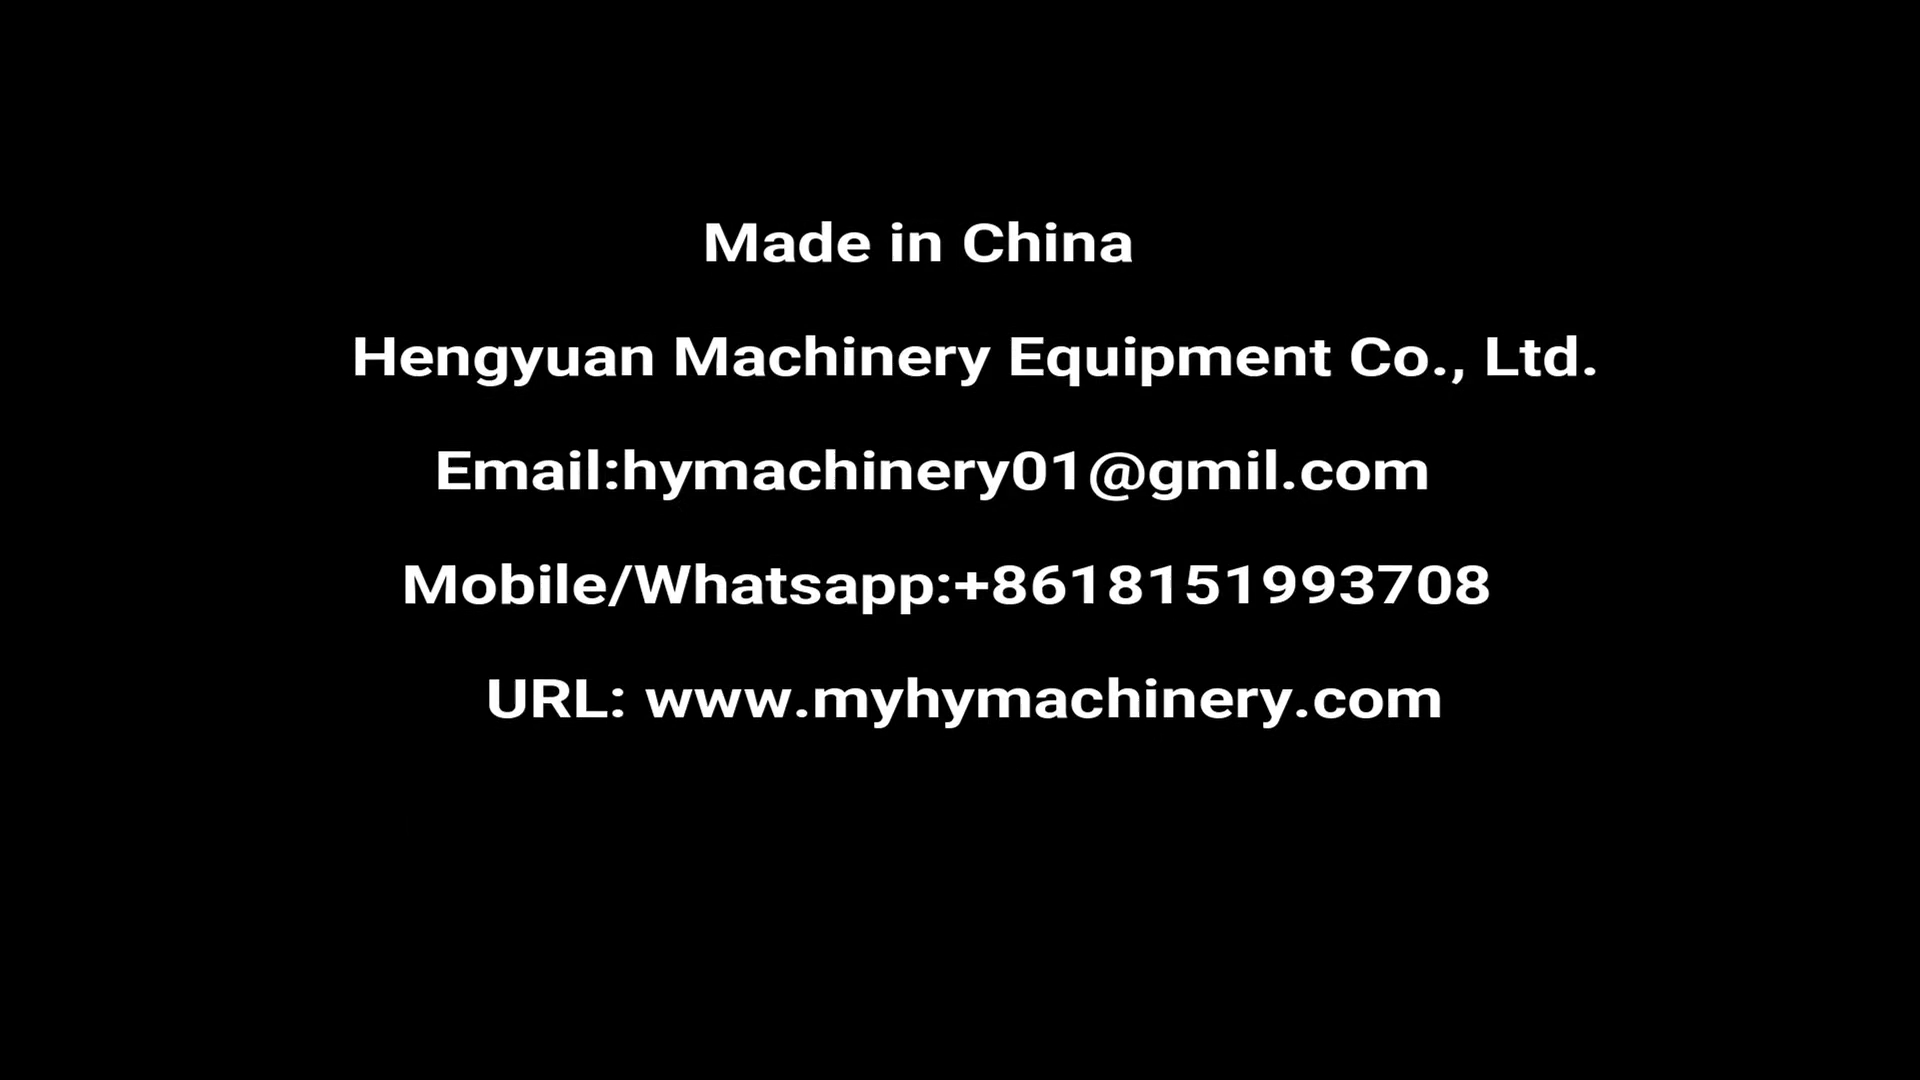 Made in China
Hengyuan Machinery Equipment Co., Ltd.
Email:hymachinery01@gmil.com
Mobile/Whatsapp:+8618151993708
URL: www.myhymachinery.com